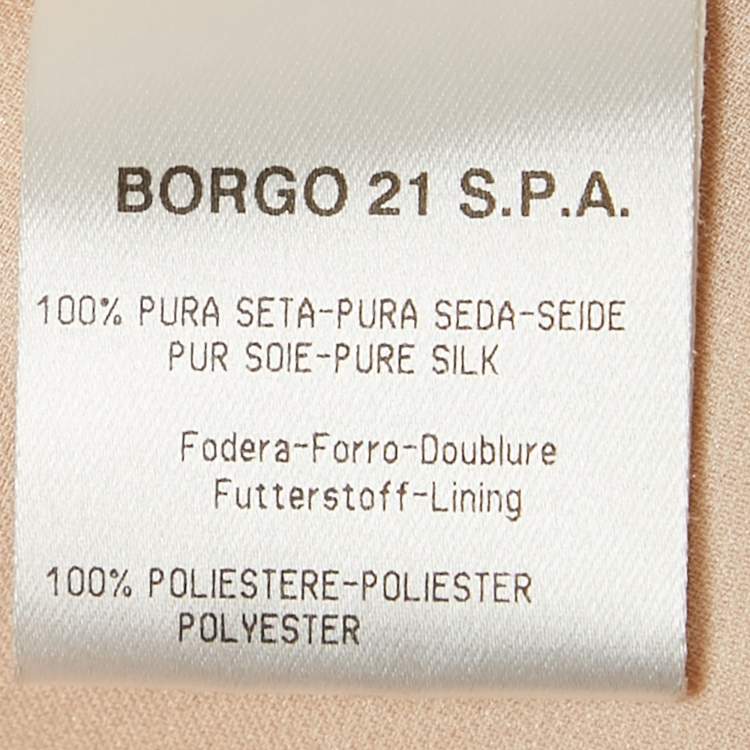 BORGO 21 S.P.A.
100% PURA SETA-PURA SEDA-SEIDE
PUR SOIE-PURE SILK
Fodera-Forro-Doublure
Futterstoff-Lining
100% POLIESTERE-POLIESTER
POLYESTER